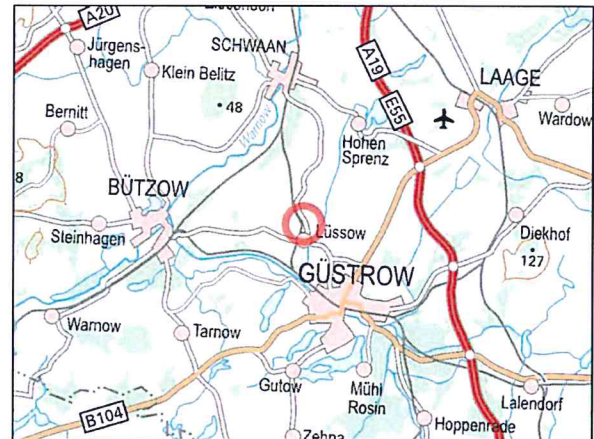 A20
Jürgens-
hagen
SCHWAAN
Klein Belitz
A19
E55
LAAGE
48
Bernitt
Warnow
Hohen
Sprenz
Wardow
8
BÜTZOW
Steinhagen
Lüssow
Diekhof
127
GÜSTROW
Warnow
Tarnow
Gutow
Mühl
Rosin
Lalendorf
B104
Hoppenrade
Zehna